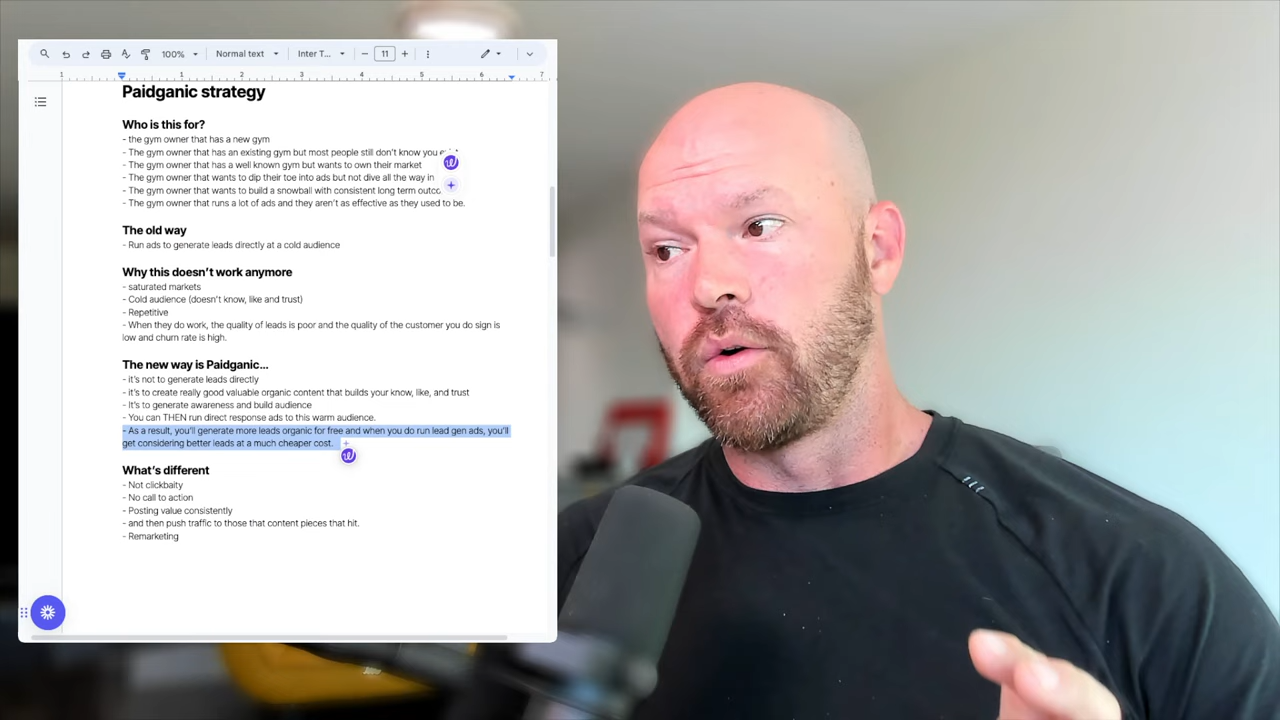 100%
Normal text
Inter T...
11
1
1
2
3
4
5
6
7
Paidganic strategy
Who is this for?
- the gym owner that has a new gym
- The gym owner that has an existing gym but most people still don't know you
- The gym owner that has a well known gym but wants to own their market
- The gym owner that wants to dip their toe into ads but not dive all the way in
- The gym owner that wants to build a snowball with consistent long term outco
- The gym owner that runs a lot of ads and they aren't as effective as they used to be.
The old way
- Run ads to generate leads directly at a cold audience
Why this doesn't work anymore
- saturated markets
- Cold audience (doesn't know, like and trust)
- Repetitive
- When they do work, the quality of leads is poor and the quality of the customer you do sign is
low and churn rate is high.
The new way is Paidganic...
- it's not to generate leads directly
- it's to create really good valuable organic content that builds your know, like, and trust
- It's to generate awareness and build audience
- You can THEN run direct response ads to this warm audience.
- As a result, you'll generate more leads organic for free and when you do run lead gen ads, you'll
get considering better leads at a much cheaper cost.
What's different
- Not clickbaity
- No call to action
- Posting value consistently
- and then push traffic to those that content pieces that hit.
- Remarketing